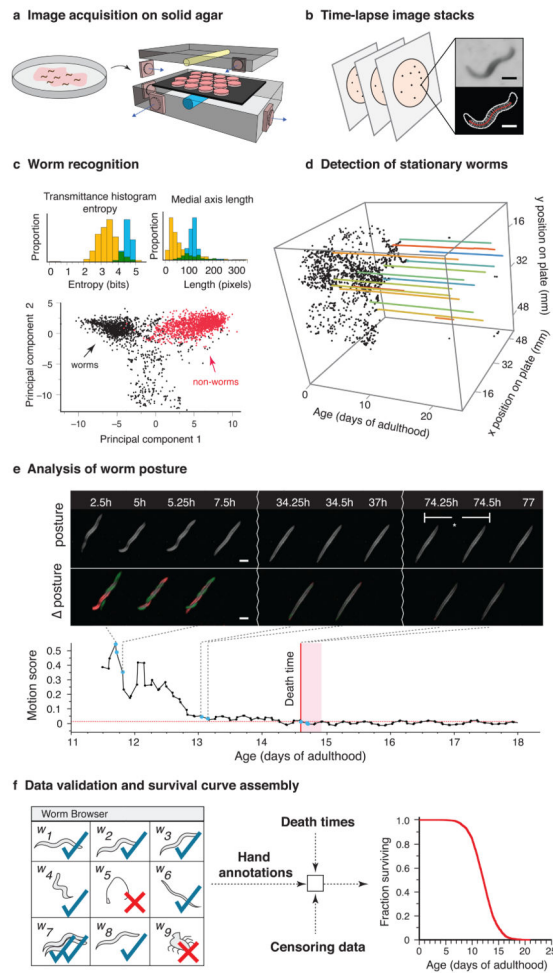 a Image acquisition on solid agar
b Time-lapse image stacks
c Worm recognition
Transmittance histogram
entropy
Medial axis length
Proportion
0 1 2 3 4 5
Entropy (bits)
Proportion
0 100 200 300
Length (pixels)
Principal component 2
5
0
−5
−10
worms
non-worms
−10 −5 0 5 10
Principal component 1
d Detection of stationary worms
y position on plate (mm)
16
32
48
48
32
16
x position on plate (mm)
0
10
20
Age (days of adulthood)
e Analysis of worm posture
2.5h 5h 5.25h 7.5h 34.25h 34.5h 37h 74.25h 74.5h 77
posture
*
Δ posture
Motion score
0.5
0.4
0.3
0.2
0.1
0
Death time
11 12 13 14 15 16 17 18
Age (days of adulthood)
f Data validation and survival curve assembly
Worm Browser
w1 w2 w3
w4 w5 w6
w7 w8 w9
Death times
Hand
annotations
Censoring data
Fraction surviving
1.0
0.8
0.6
0.4
0.2
0
0 5 10 15 20 25
Age (days of adulthood)